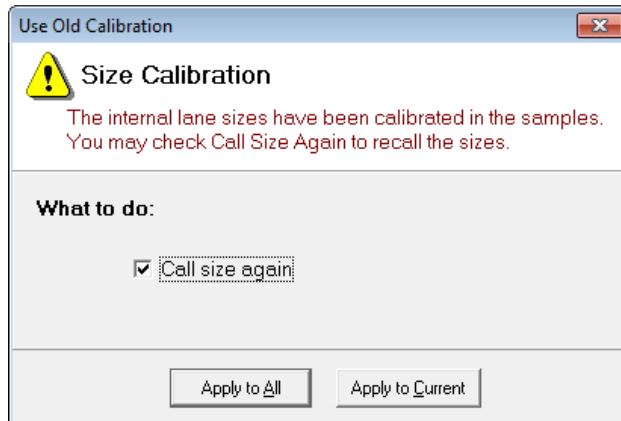 Use Old Calibration
Size Calibration
The internal lane sizes have been calibrated in the samples.
You may check Call Size Again to recall the sizes.
What to do:
Call size again
Apply to All
Apply to Current